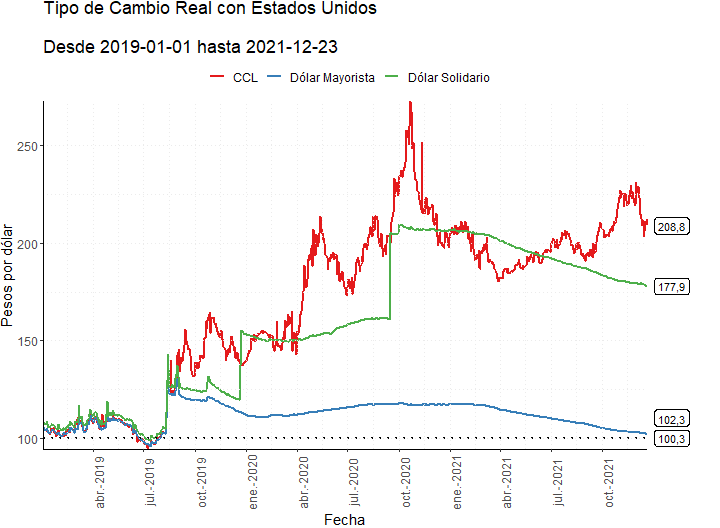 Tipo de Cambio Real con Estados Unidos
Desde 2019-01-01 hasta 2021-12-23
CCL Dólar Mayorista Dólar Solidario
Pesos por dólar
250
200
150
100
208,8
177,9
102,3
100,3
abr.-2019
jul.-2019
oct.-2019
ene.-2020
abr.-2020
jul.-2020
oct.-2020
ene.-2021
abr.-2021
jul.-2021
oct.-2021
Fecha